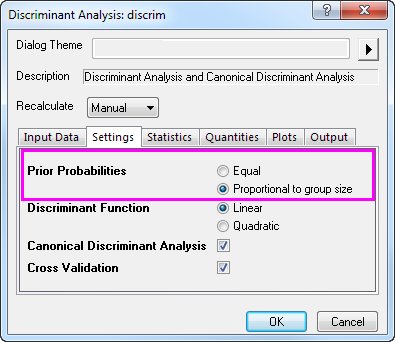 Discriminant Analysis: discrim
Dialog Theme
Description Discriminant Analysis and Canonical Discriminant Analysis
Recalculate Manual
Input Data Settings Statistics Quantities Plots Output
Prior Probabilities Equal
Proportional to group size
Discriminant Function Linear
Quadratic
Canonical Discriminant Analysis
Cross Validation
OK Cancel